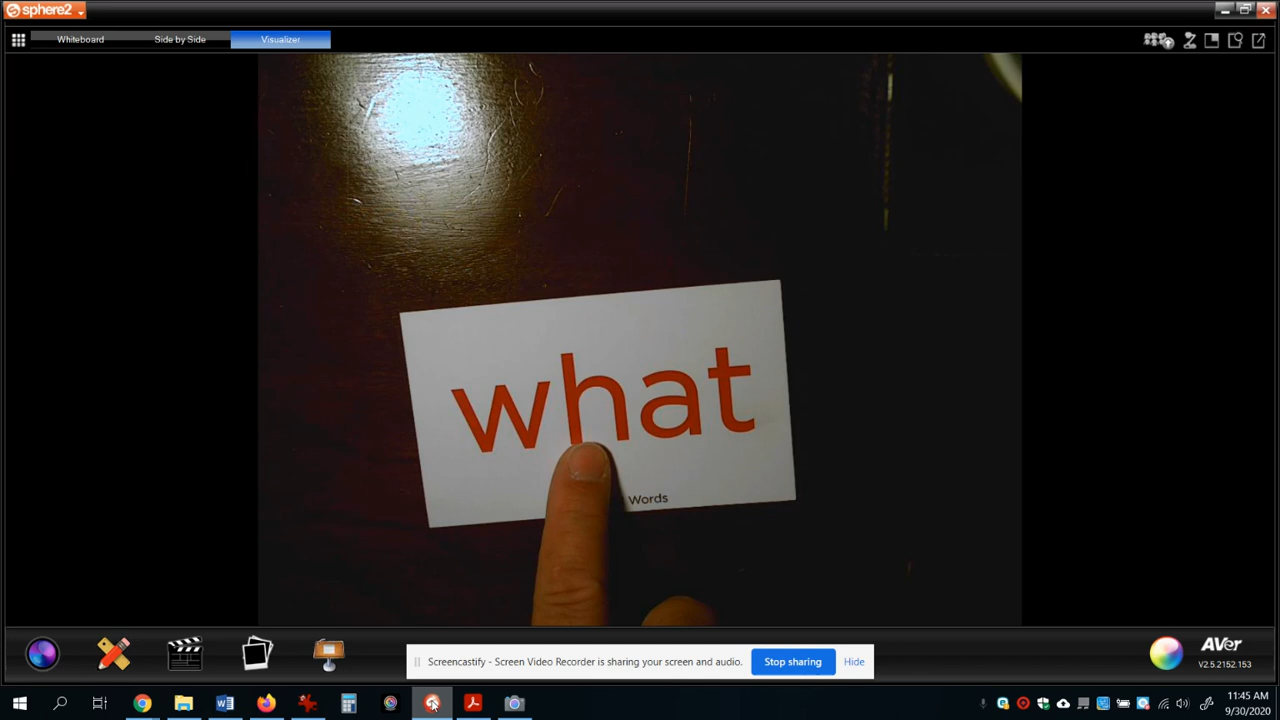 sphere2
Whiteboard
Side by Side
Visualizer
what
Words
Screencastify - Screen Video Recorder is sharing your screen and audio.
Stop sharing
Hide
AVer
V2.5.2152.153
11:45 AM
9/30/2020